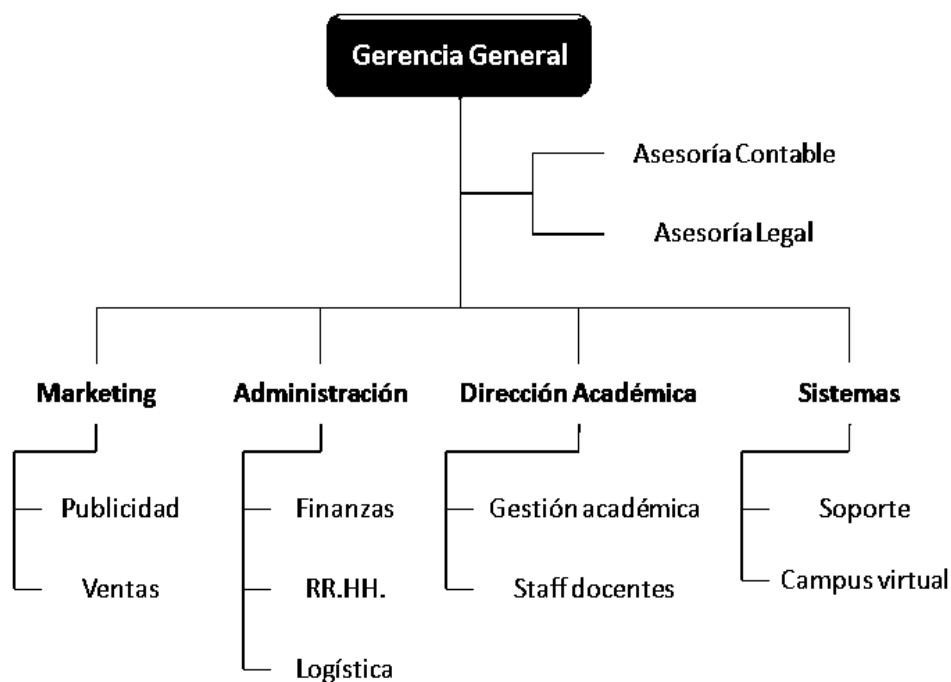 Gerencia General
Asesoría Contable
Asesoría Legal
Marketing
Administración
Dirección Académica
Sistemas
Publicidad
Finanzas
Gestión académica
Soporte
Ventas
RR.HH.
Staff docentes
Campus virtual
Logística